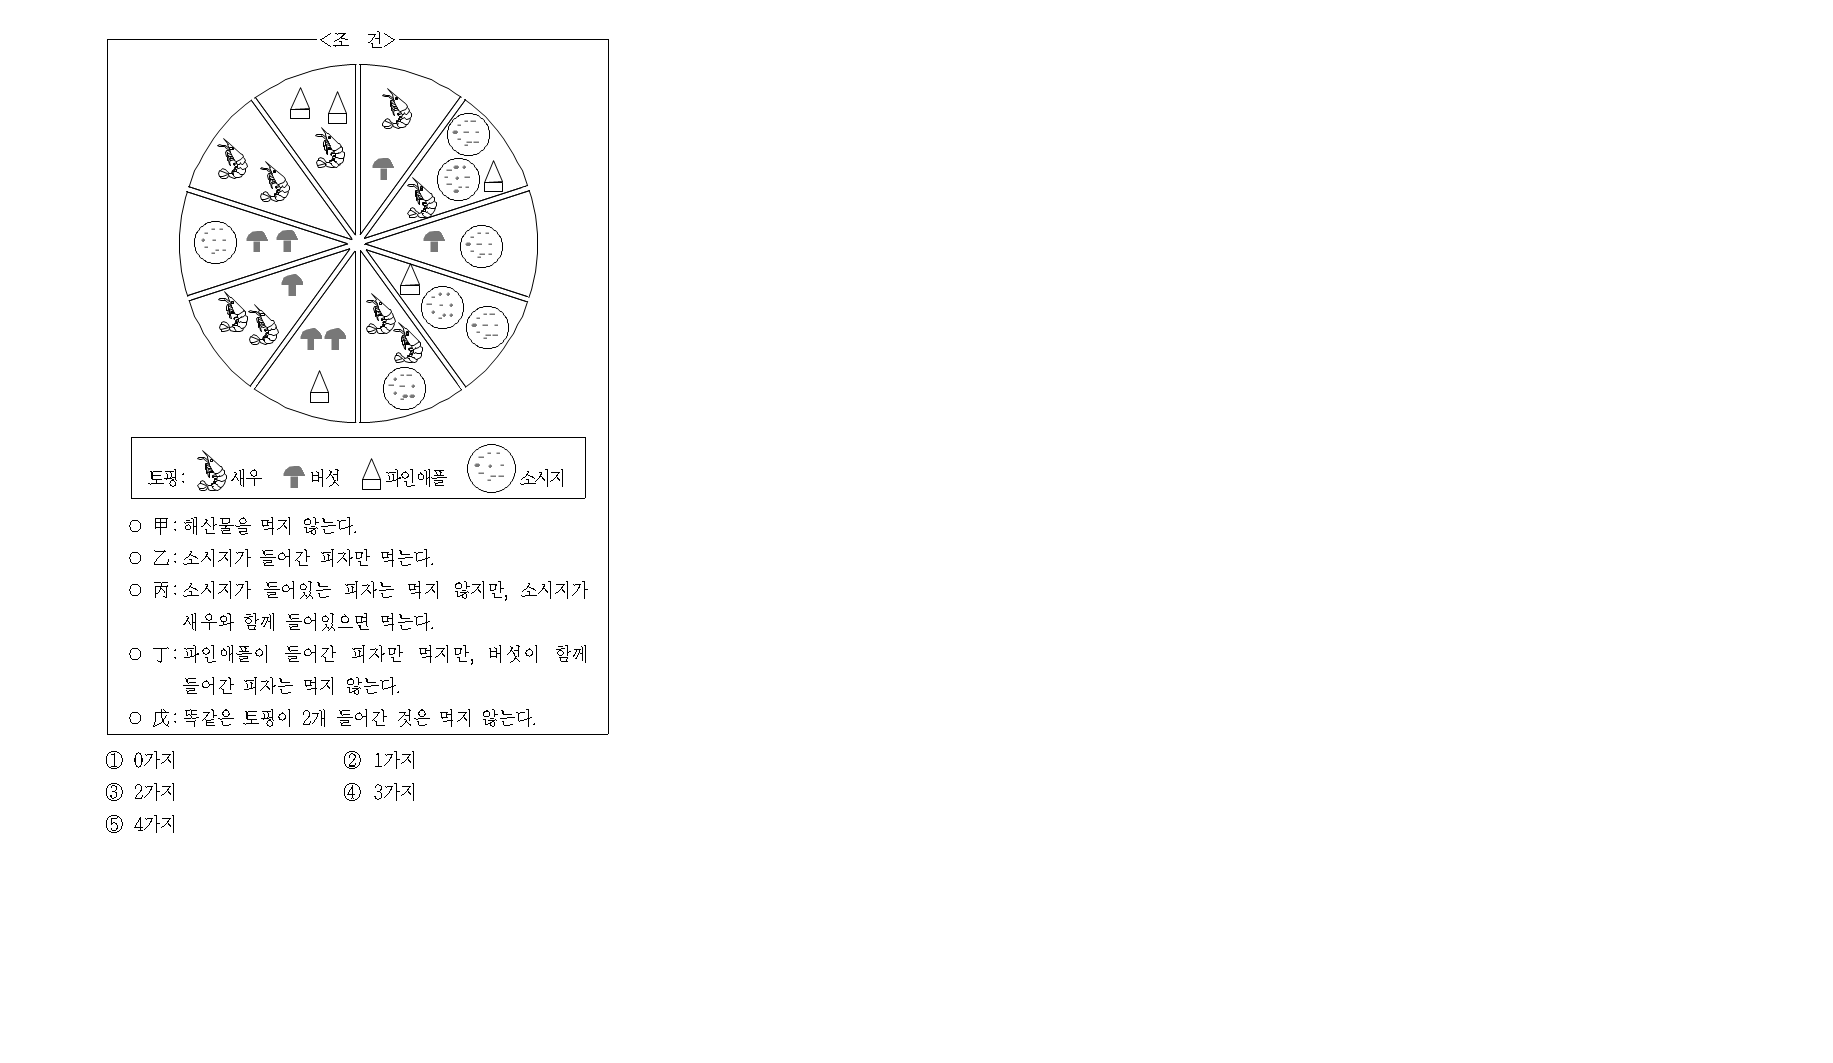 <조 건>
토핑: 새우 버섯 파인애플 소시지
○ 甲: 해산물을 먹지 않는다.
○ 乙: 소시지가 들어간 피자만 먹는다.
○ 丙: 소시지가 들어있는 피자는 먹지 않지만, 소시지가
새우와 함께 들어있으면 먹는다.
○ 丁: 파인애플이 들어간 피자만 먹지만, 버섯이 함께
들어간 피자는 먹지 않는다.
○ 戊: 똑같은 토핑이 2개 들어간 것은 먹지 않는다.
① 0가지 ② 1가지
③ 2가지 ④ 3가지
⑤ 4가지